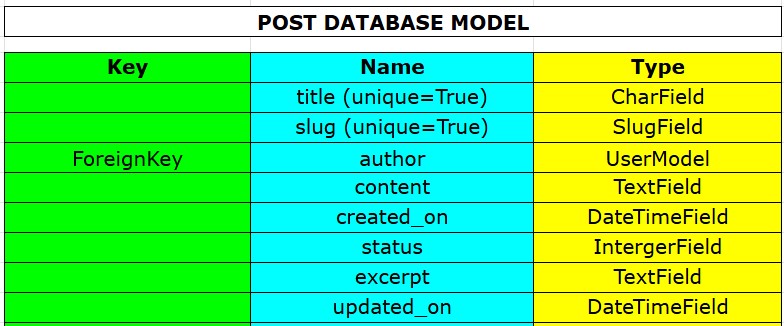 POST DATABASE MODEL
Key Name Type
title (unique=True) CharField
slug (unique=True) SlugField
ForeignKey author UserModel
content TextField
created_on DateTimeField
status IntergerField
excerpt TextField
updated_on DateTimeField